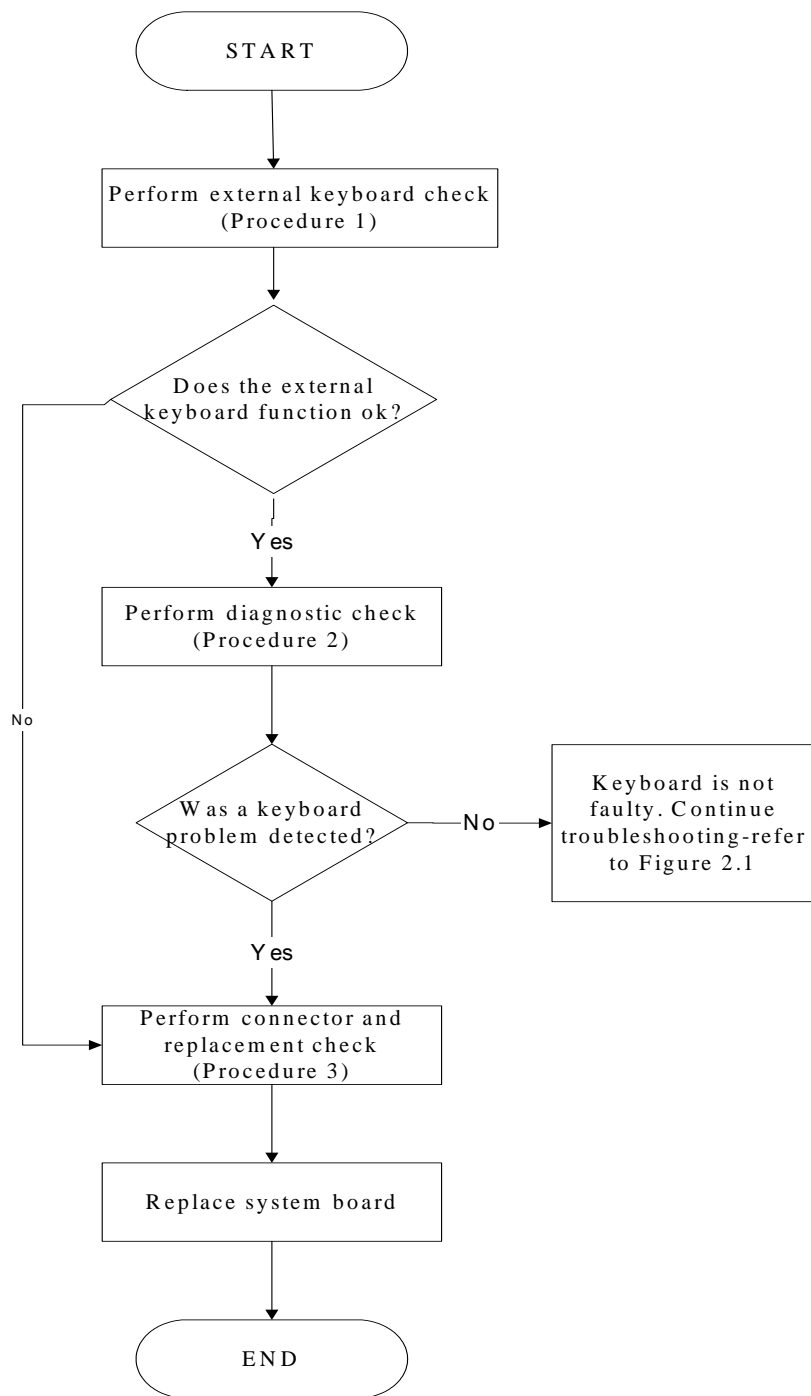 START
Perform external keyboard check
(Procedure 1)
Does the external
keyboard function ok?
Yes
Perform diagnostic check
(Procedure 2)
No
Was a keyboard
problem detected?
No
Keyboard is not
faulty. Continue
troubleshooting-refer
to Figure 2.1
Yes
Perform connector and
replacement check
(Procedure 3)
Replace system board
END